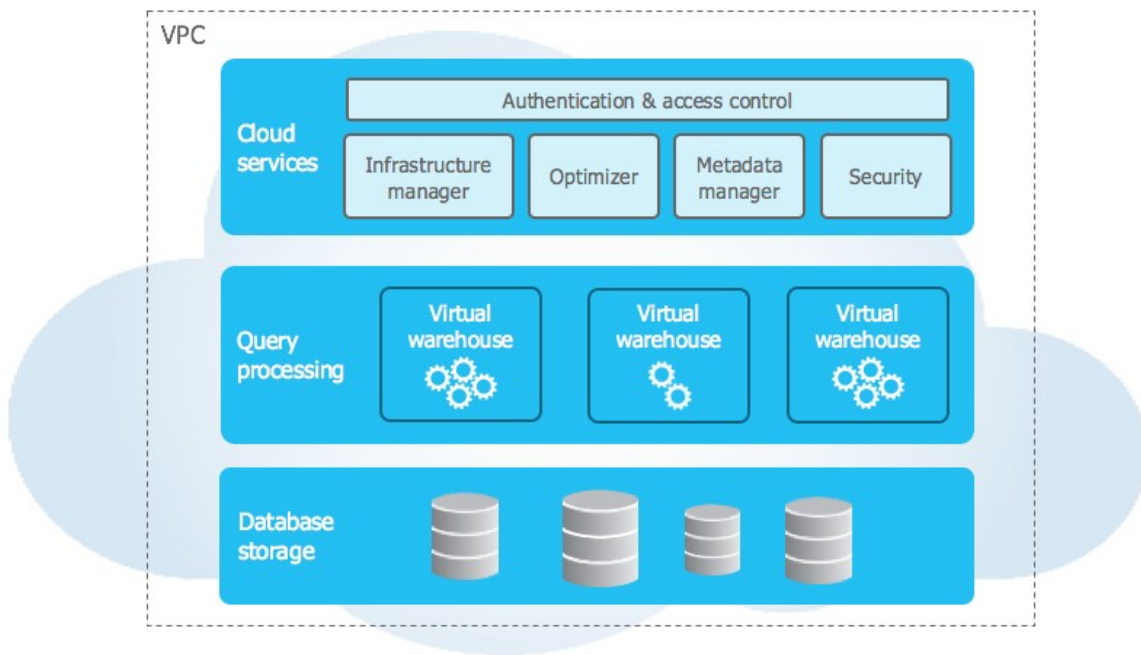 VPC
Authentication & access control
Cloud
services
Infrastructure
manager
Optimizer
Metadata
manager
Security
Query
processing
Virtual
warehouse
Virtual
warehouse
Virtual
warehouse
Database
storage